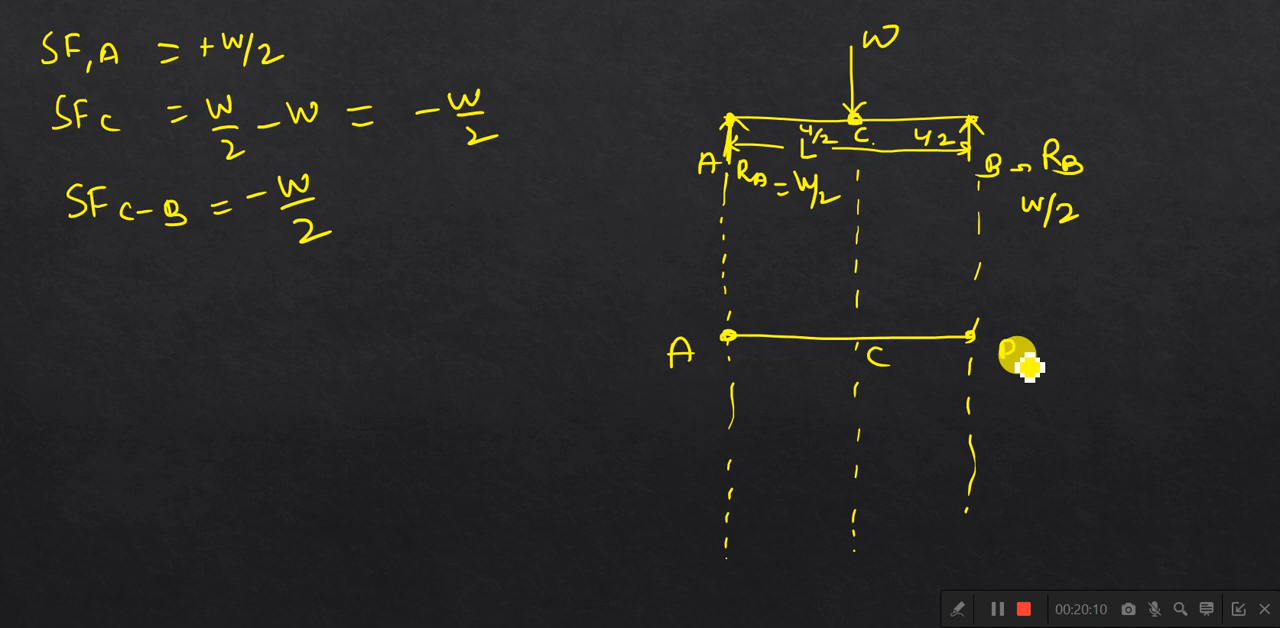 SF,A = +W/2
SF C = W/2 - W = -W/2
SF C-B = -W/2
W
L/2 C. L/2
L
A RA = W/2
B RB
W/2
A C
00:20:10